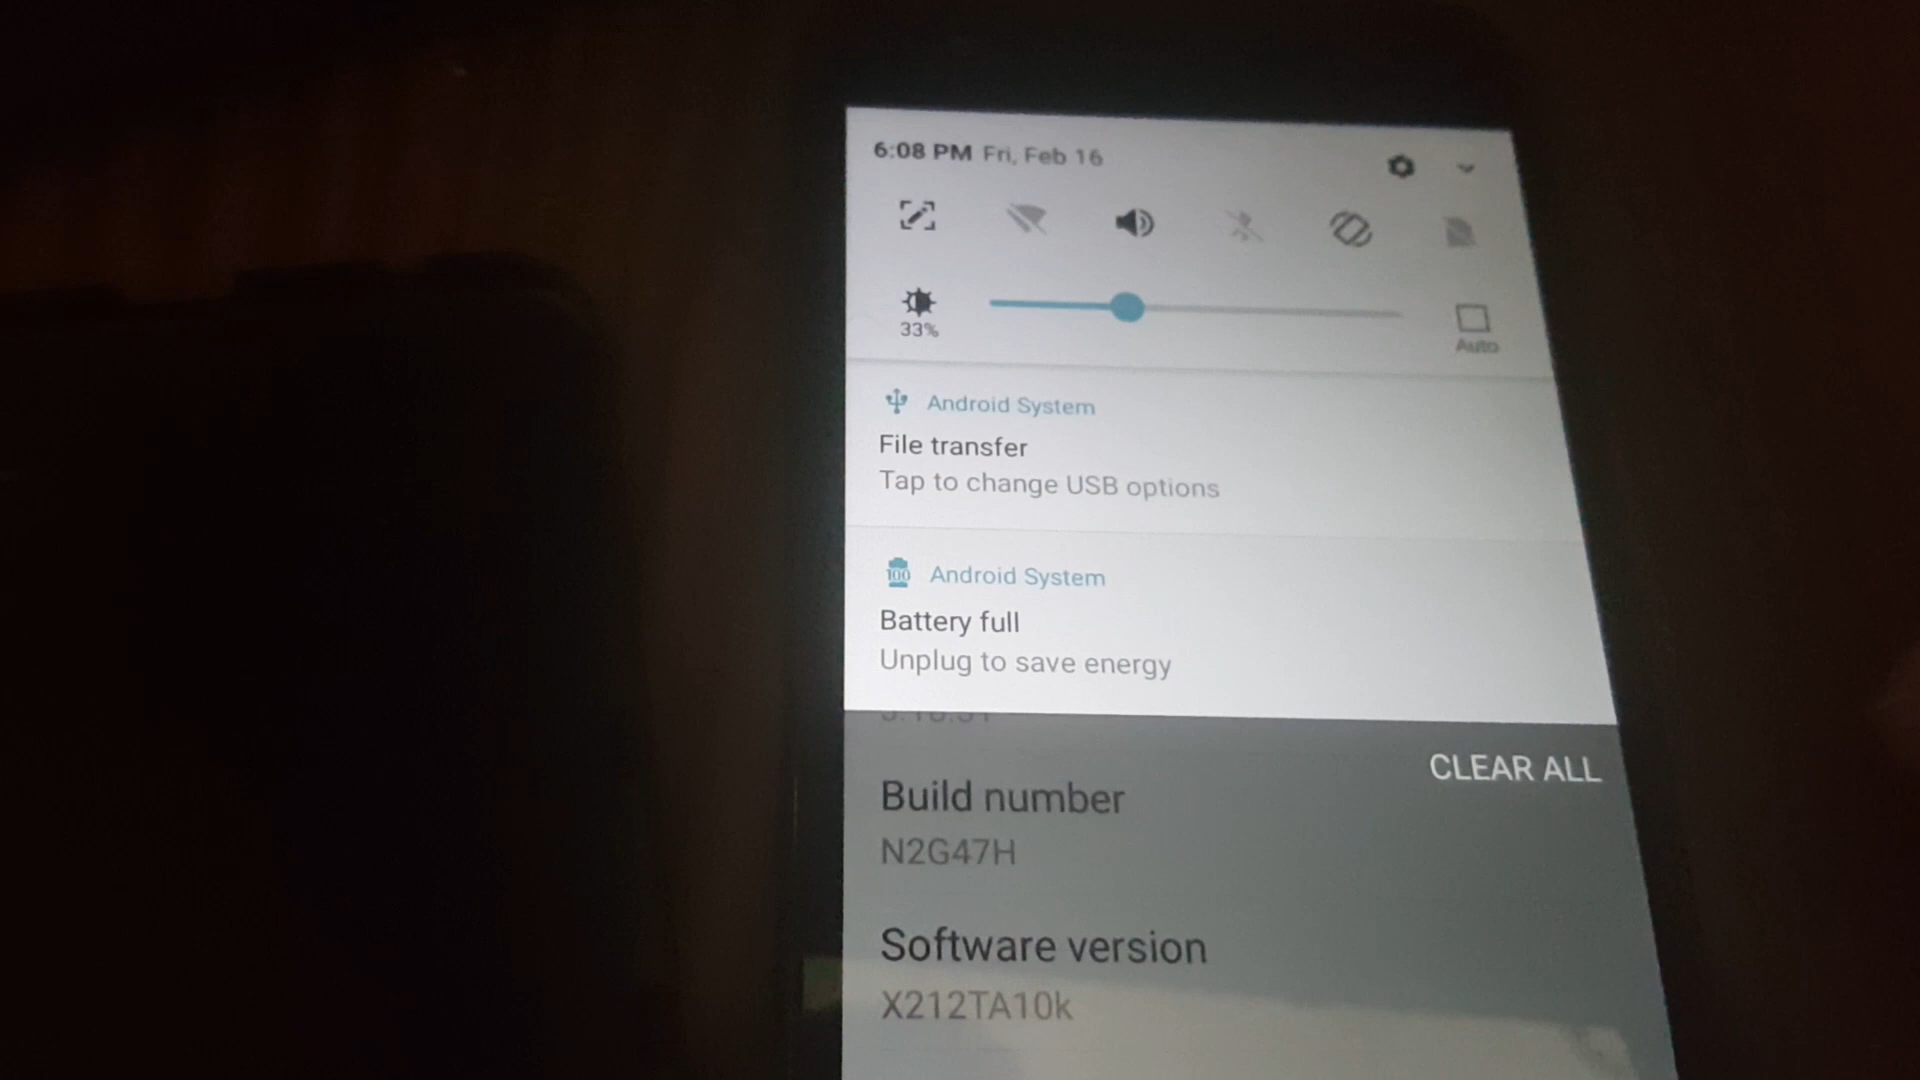 6:08 PM Fri, Feb 16
33%
Auto
Android System
File transfer
Tap to change USB options
100 Android System
Battery full
Unplug to save energy
CLEAR ALL
Build number
N2G47H
Software version
X212TA10k